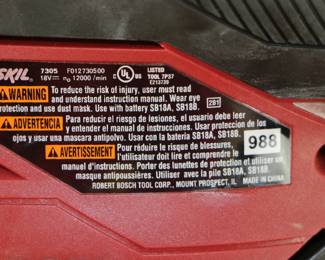 SKIL 7305 F012730500
18V⎓ n₀ 12000 /min
C UL US LISTED
TOOL 7P37
E213739
WARNING To reduce the risk of injury, user must read
and understand instruction manual. Wear eye
protection and use dust mask. Use with battery SB18A, SB18B.
2B1
ADVERTENCIA Para reducir el riesgo de lesiones, el usuario debe leer
y entender el manual de instrucciones. Usar protección de los
ojos y usar una mascara antipolvo. Usar la batería SB18A, SB18B.
988
AVERTISSEMENT Pour réduire le risque de blessures,
l'utilisateur doit lire et comprendre le
manual d'instructions. Porter des lunettes de protection et utiliser un
masque antipoussières. Utiliser avec la pile SB18A, SB18B.
ROBERT BOSCH TOOL CORP., MOUNT PROSPECT, IL MADE IN CHINA